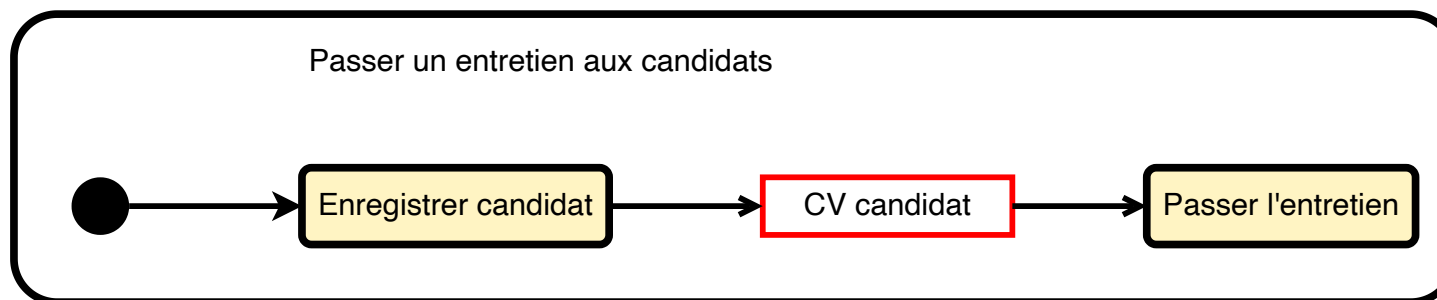 Passer un entretien aux candidats
Enregistrer candidat
CV candidat
Passer l'entretien